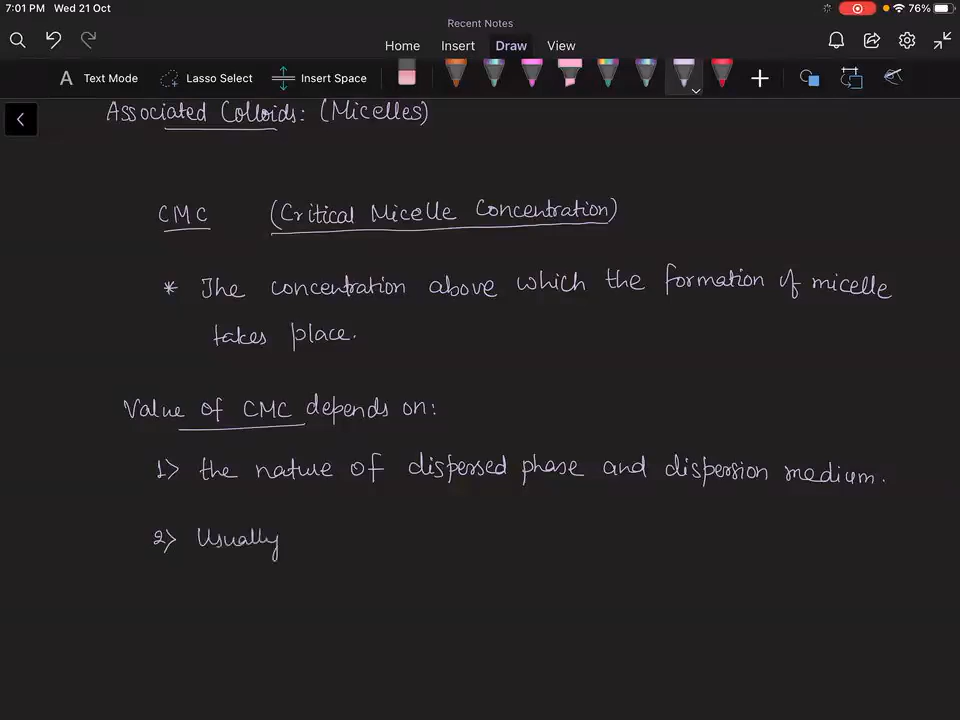 7:01 PM Wed 21 Oct
76%
Recent Notes
Home Insert Draw View
Text Mode Lasso Select Insert Space
Associated Colloids: (Micelles)
CMC (Critical Micelle Concentration)
* The concentration above which the formation of micelle
takes place.
Value of CMC depends on:
1> the nature of dispersed phase and dispersion medium.
2> Usually